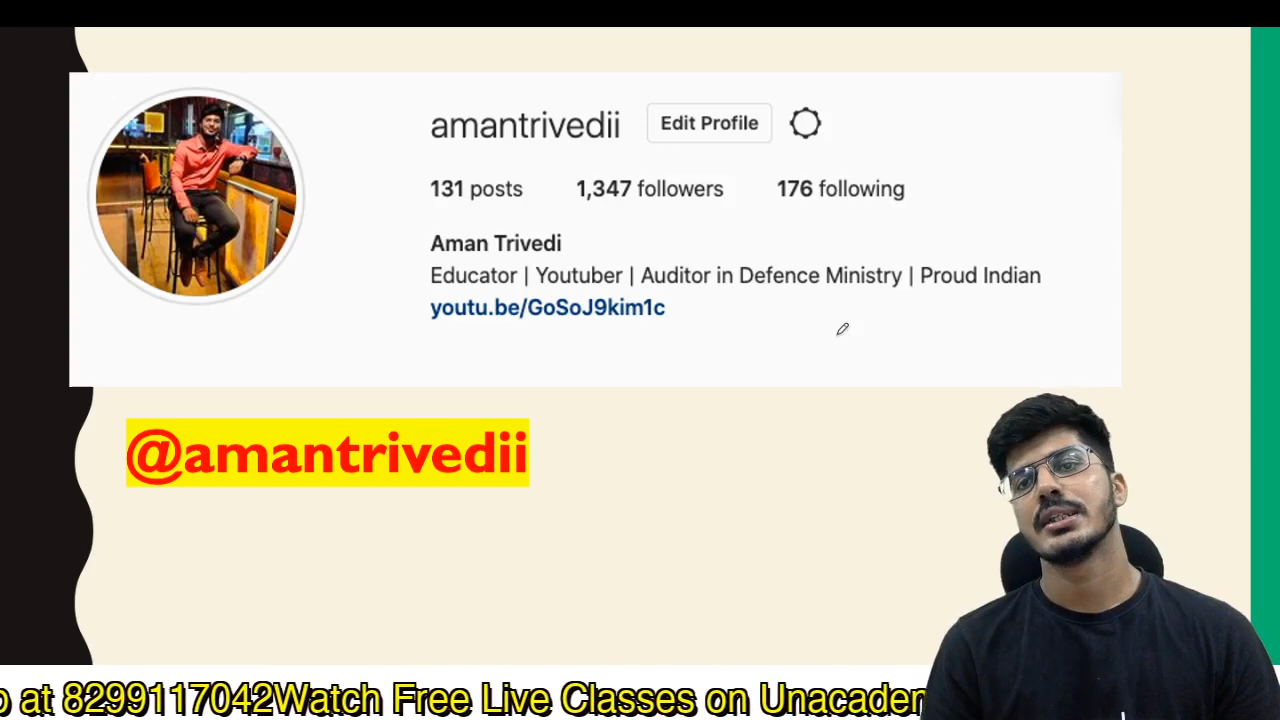 amantrivedii Edit Profile
131 posts 1,347 followers 176 following
Aman Trivedi
Educator | Youtuber | Auditor in Defence Ministry | Proud Indian
youtu.be/GoSoJ9kim1c
@amantrivedii
at 8299117042Watch Free Live Classes on